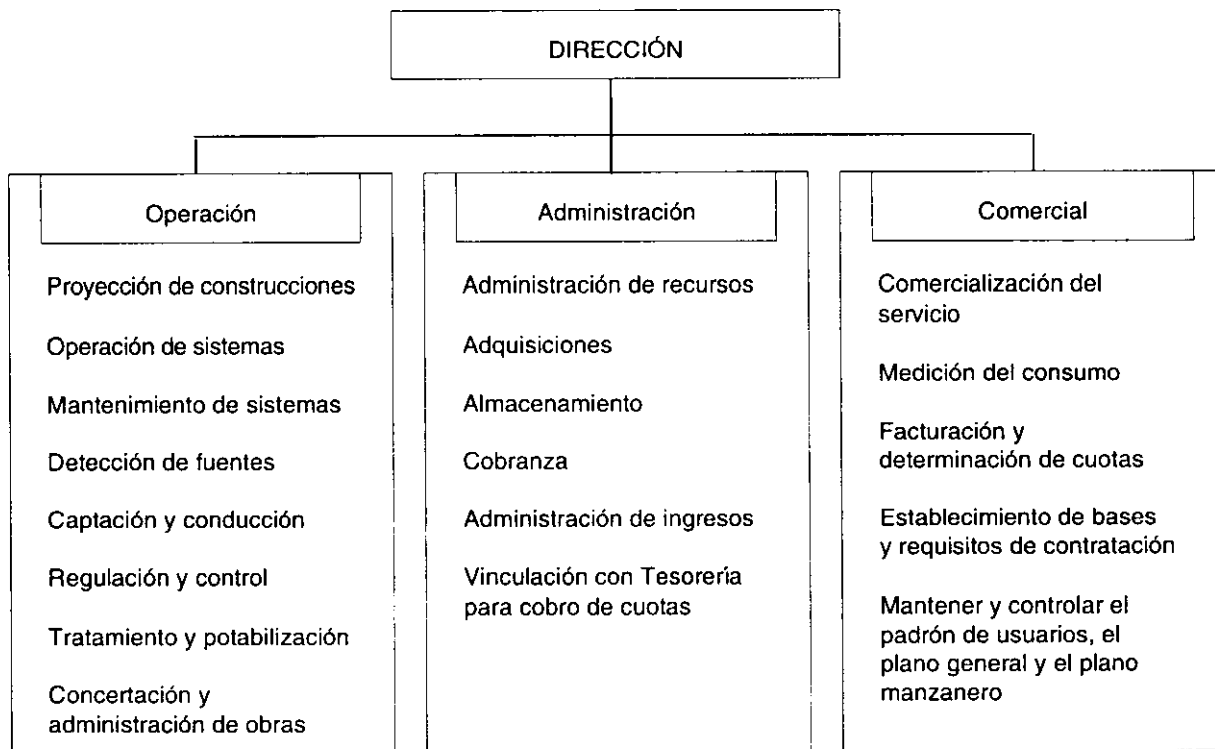 DIRECCIÓN
Operación
Proyección de construcciones
Operación de sistemas
Mantenimiento de sistemas
Detección de fuentes
Captación y conducción
Regulación y control
Tratamiento y potabilización
Concertación y
administración de obras
Administración
Administración de recursos
Adquisiciones
Almacenamiento
Cobranza
Administración de ingresos
Vinculación con Tesorería
para cobro de cuotas
Comercial
Comercialización del
servicio
Medición del consumo
Facturación y
determinación de cuotas
Establecimiento de bases
y requisitos de contratación
Mantener y controlar el
padrón de usuarios, el
plano general y el plano
manzanero